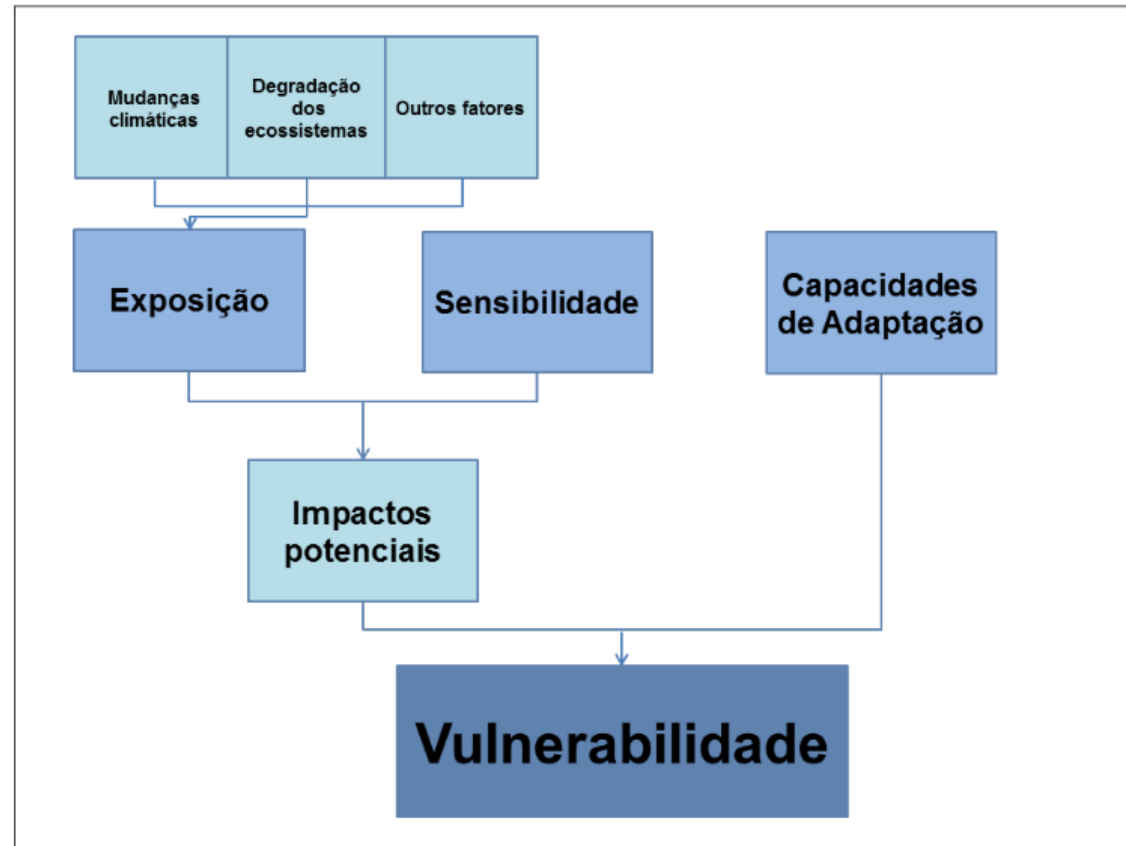 Mudanças
climáticas
Degradação
dos
ecossistemas
Outros fatores
Exposição
Sensibilidade
Capacidades
de Adaptação
Impactos
potenciais
Vulnerabilidade